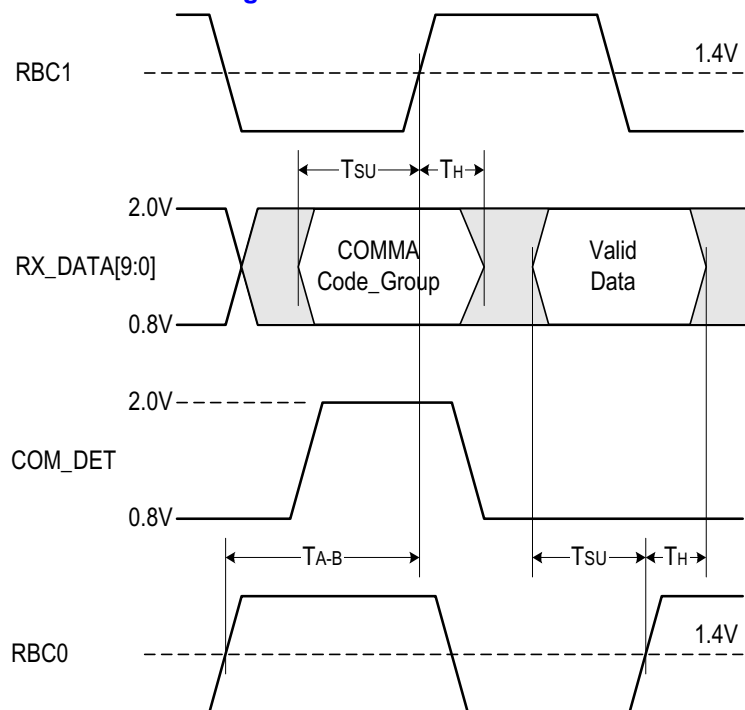 RBC1
1.4V
TSU
TH
2.0V
RX_DATA[9:0]
COMMA
Code_Group
Valid
Data
0.8V
2.0V
COM_DET
0.8V
TA-B
TSU
TH
RBC0
1.4V